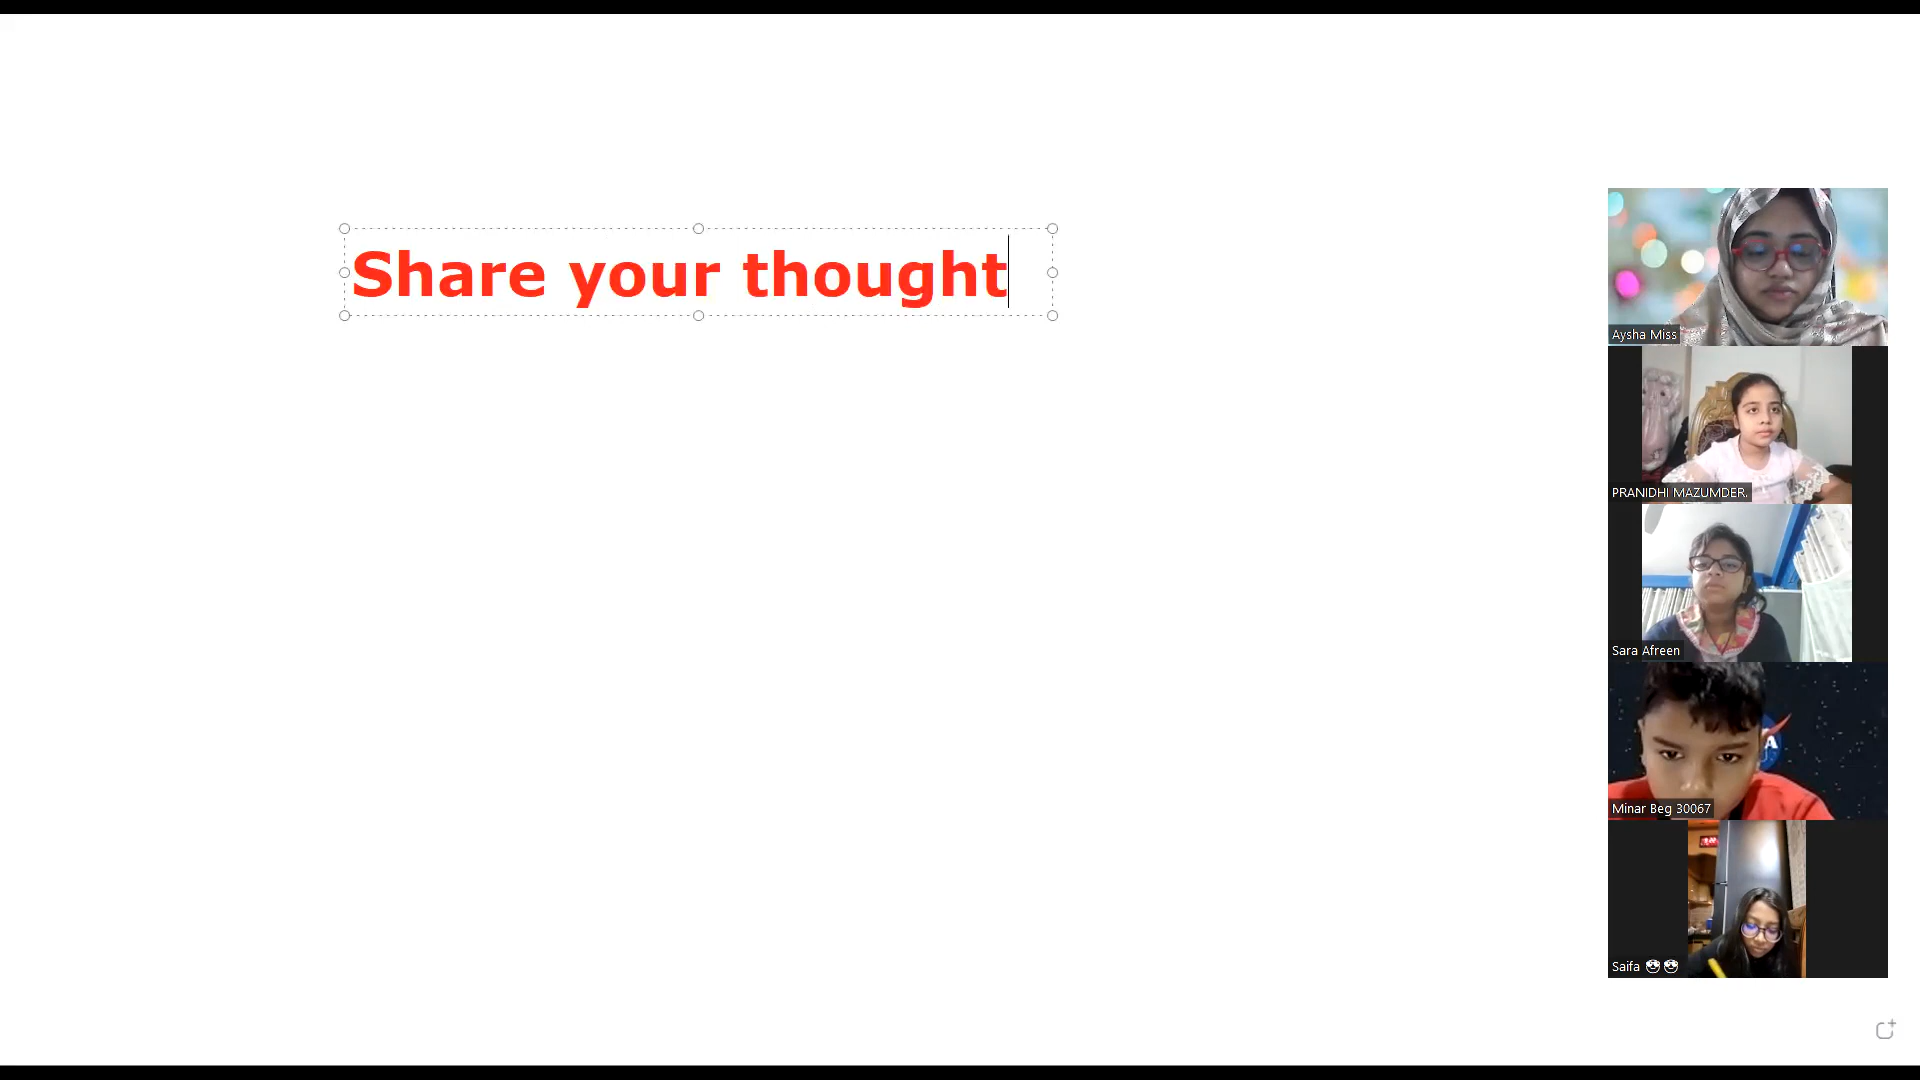 Share your thought
Aysha Miss
PRANIDHI MAZUMDER.
Sara Afreen
Minar Beg 30067
Saifa 😎😎